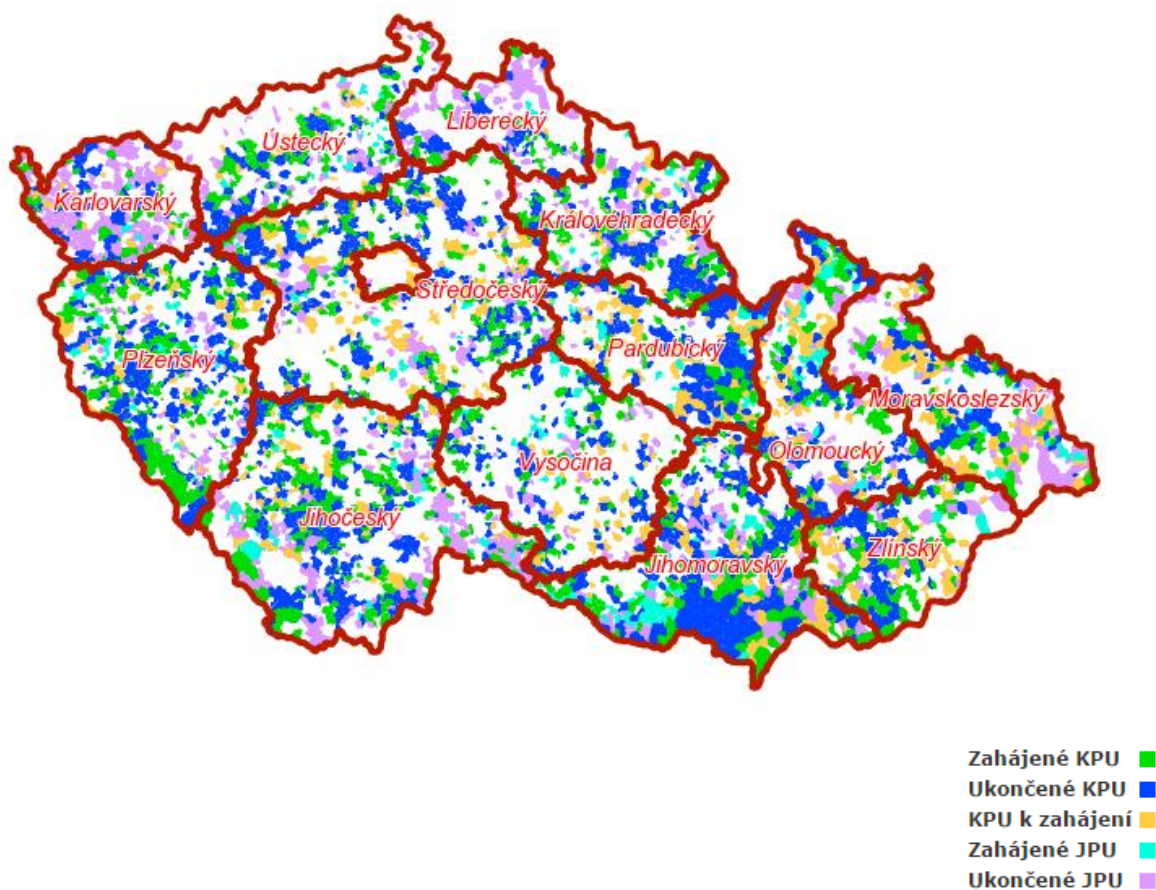 Liberecký
Ústecký
Karlovarský
Královéhradecký
Středočeský
Pardubický
Plzeňský
Moravskoslezský
Olomoucký
Vysočina
Jihočeský
Zlínský
Jihomoravský
Zahájené KPU
Ukončené KPU
KPU k zahájení
Zahájené JPU
Ukončené JPU